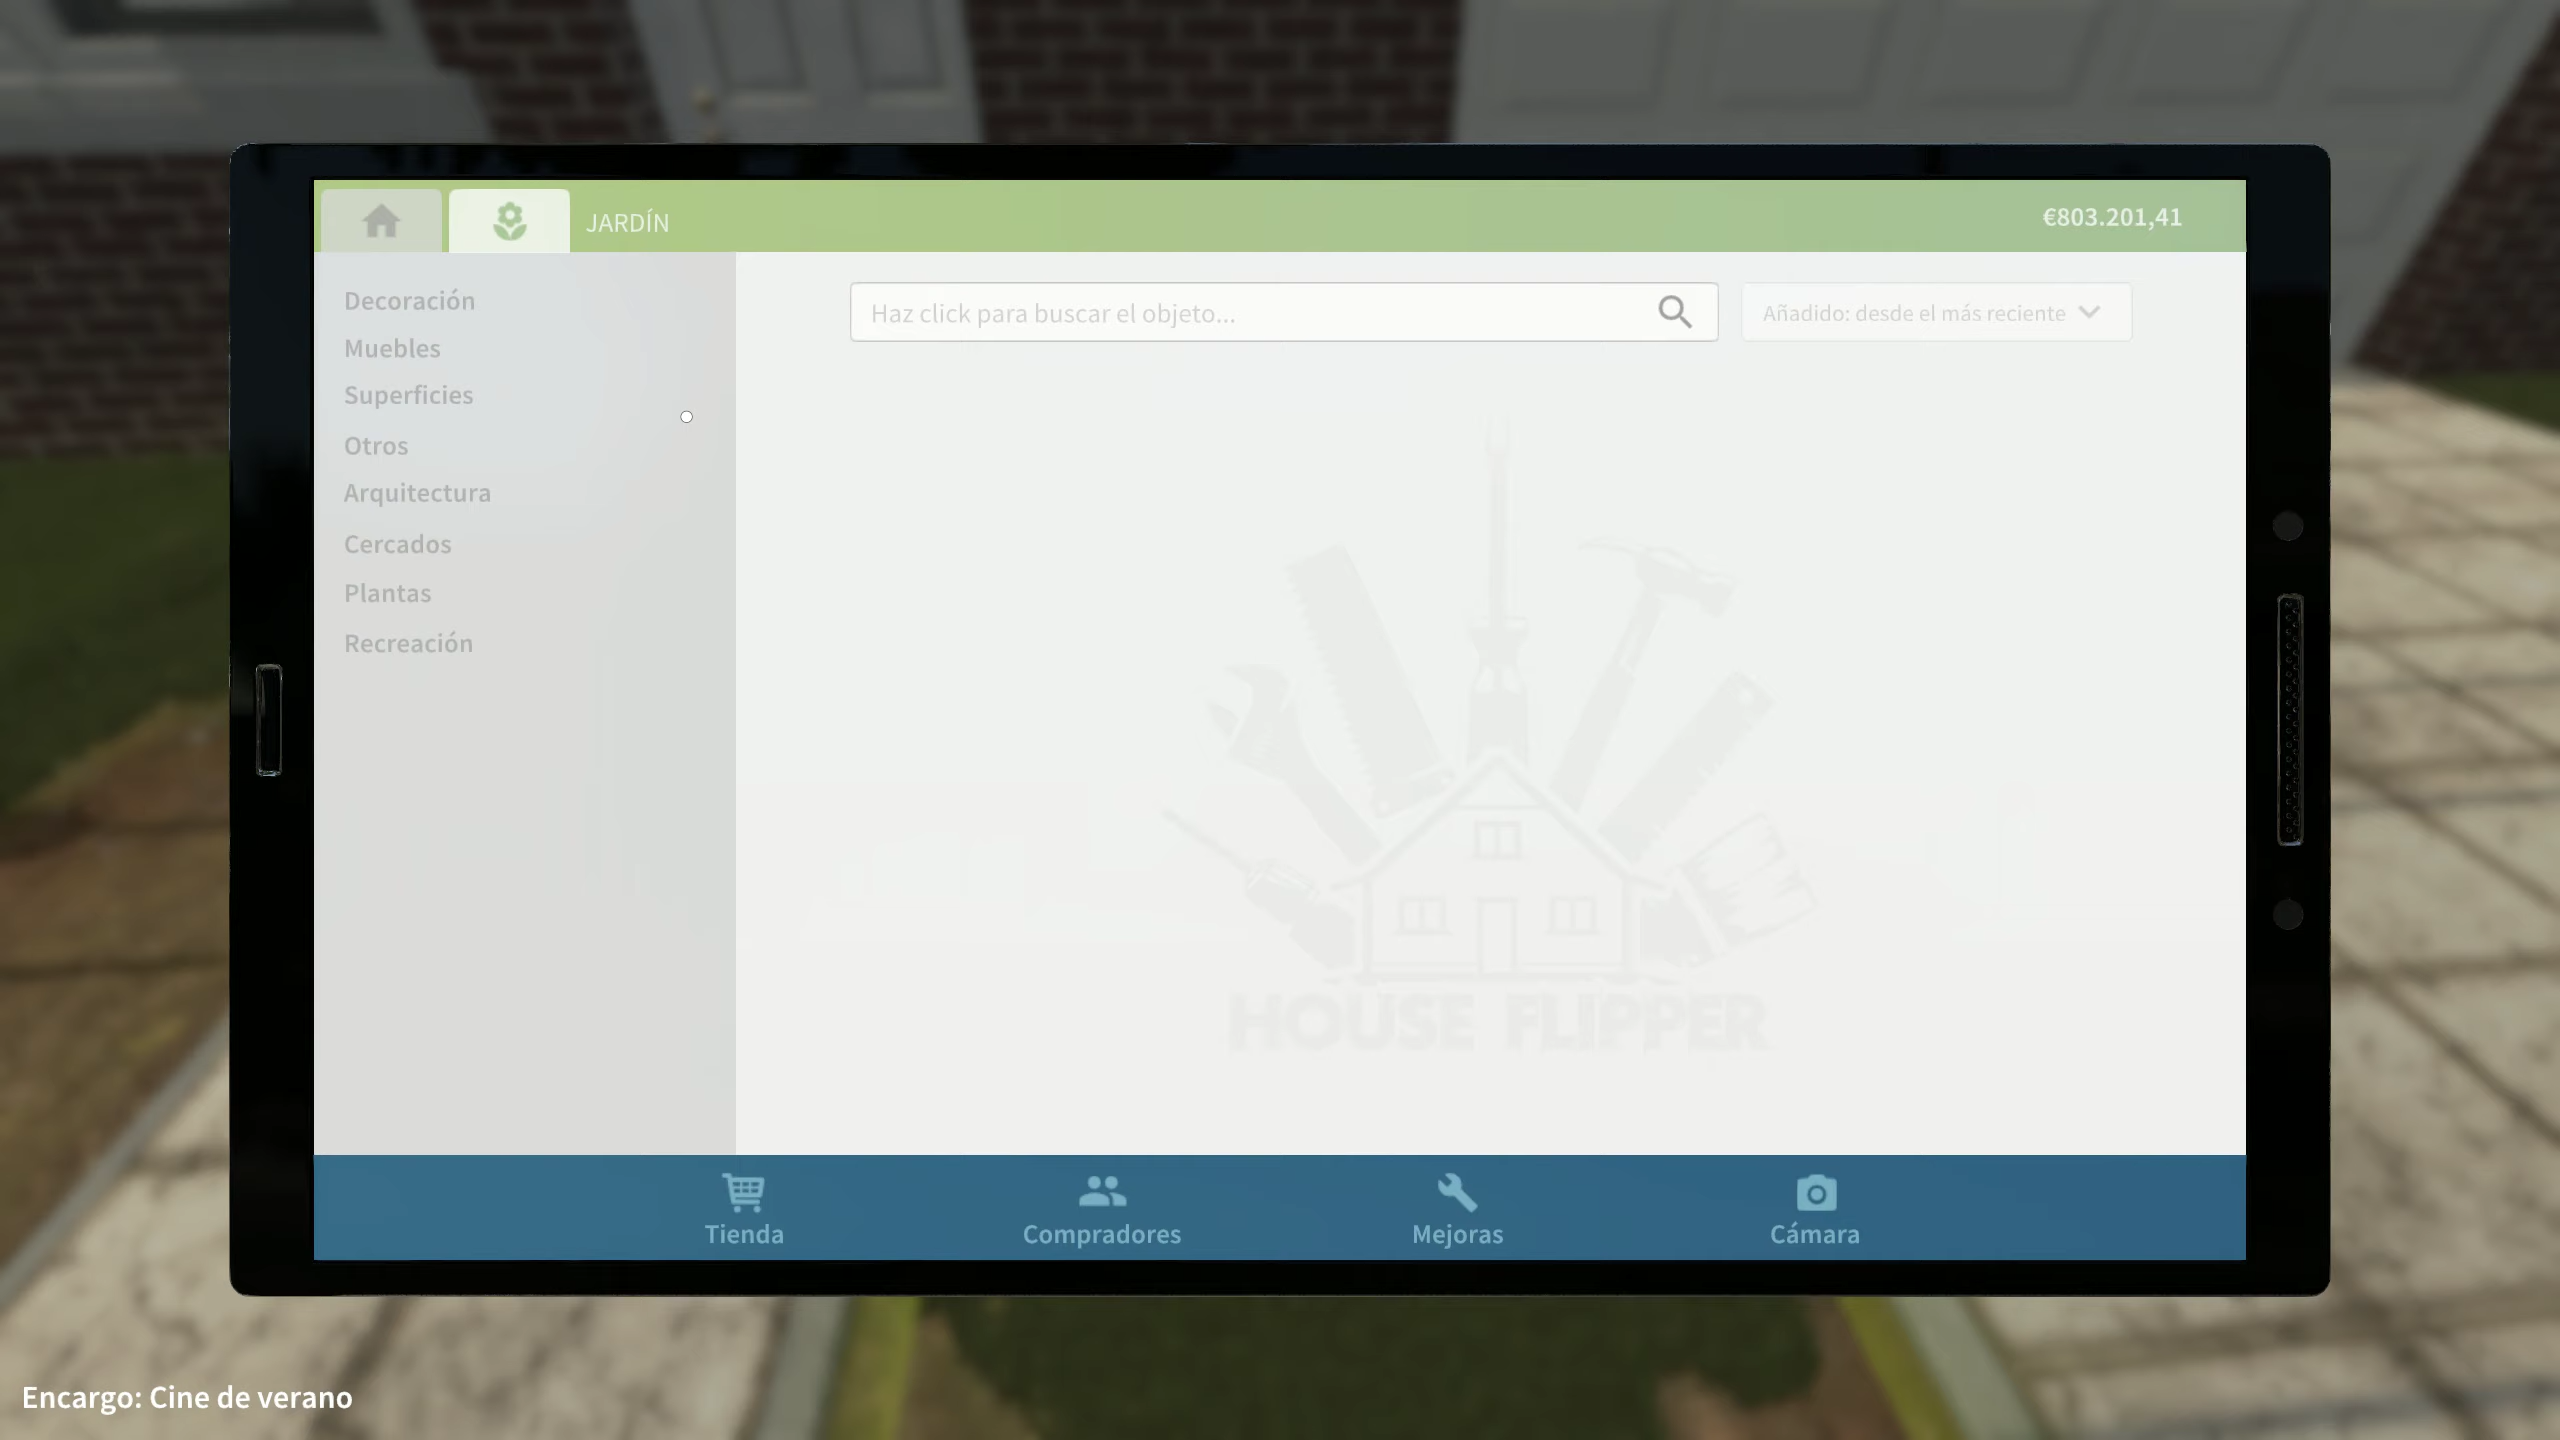 JARDÍN
€803.201,41
Decoración
Muebles
Superficies
Otros
Arquitectura
Cercados
Plantas
Recreación
Haz click para buscar el objeto...
Añadido: desde el más reciente
HOUSE FLIPPER
Tienda
Compradores
Mejoras
Cámara
Encargo: Cine de verano